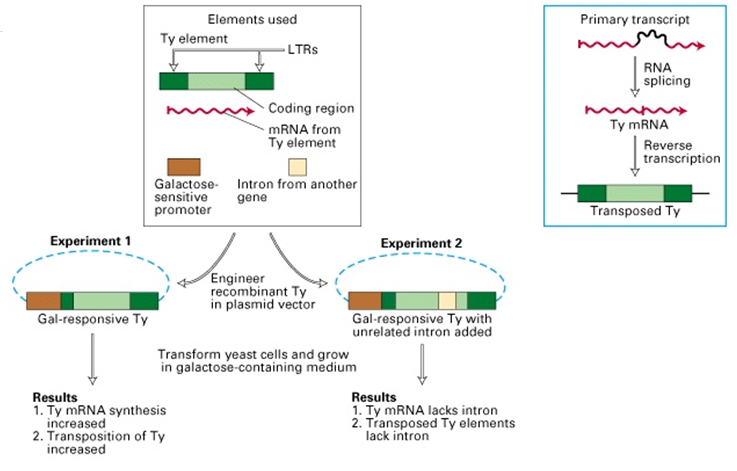 Elements used
Ty element
LTRs
Coding region
mRNA from
Ty element
Galactose-
sensitive
promoter
Intron from another
gene
Primary transcript
RNA
splicing
Ty mRNA
Reverse
transcription
Transposed Ty
Experiment 1
Experiment 2
Engineer
recombinant Ty
in plasmid vector
Gal-responsive Ty
Gal-responsive Ty with
unrelated intron added
Transform yeast cells and grow
in galactose-containing medium
Results
1. Ty mRNA synthesis
increased
2. Transposition of Ty
increased
Results
1. Ty mRNA lacks intron
2. Transposed Ty elements
lack intron